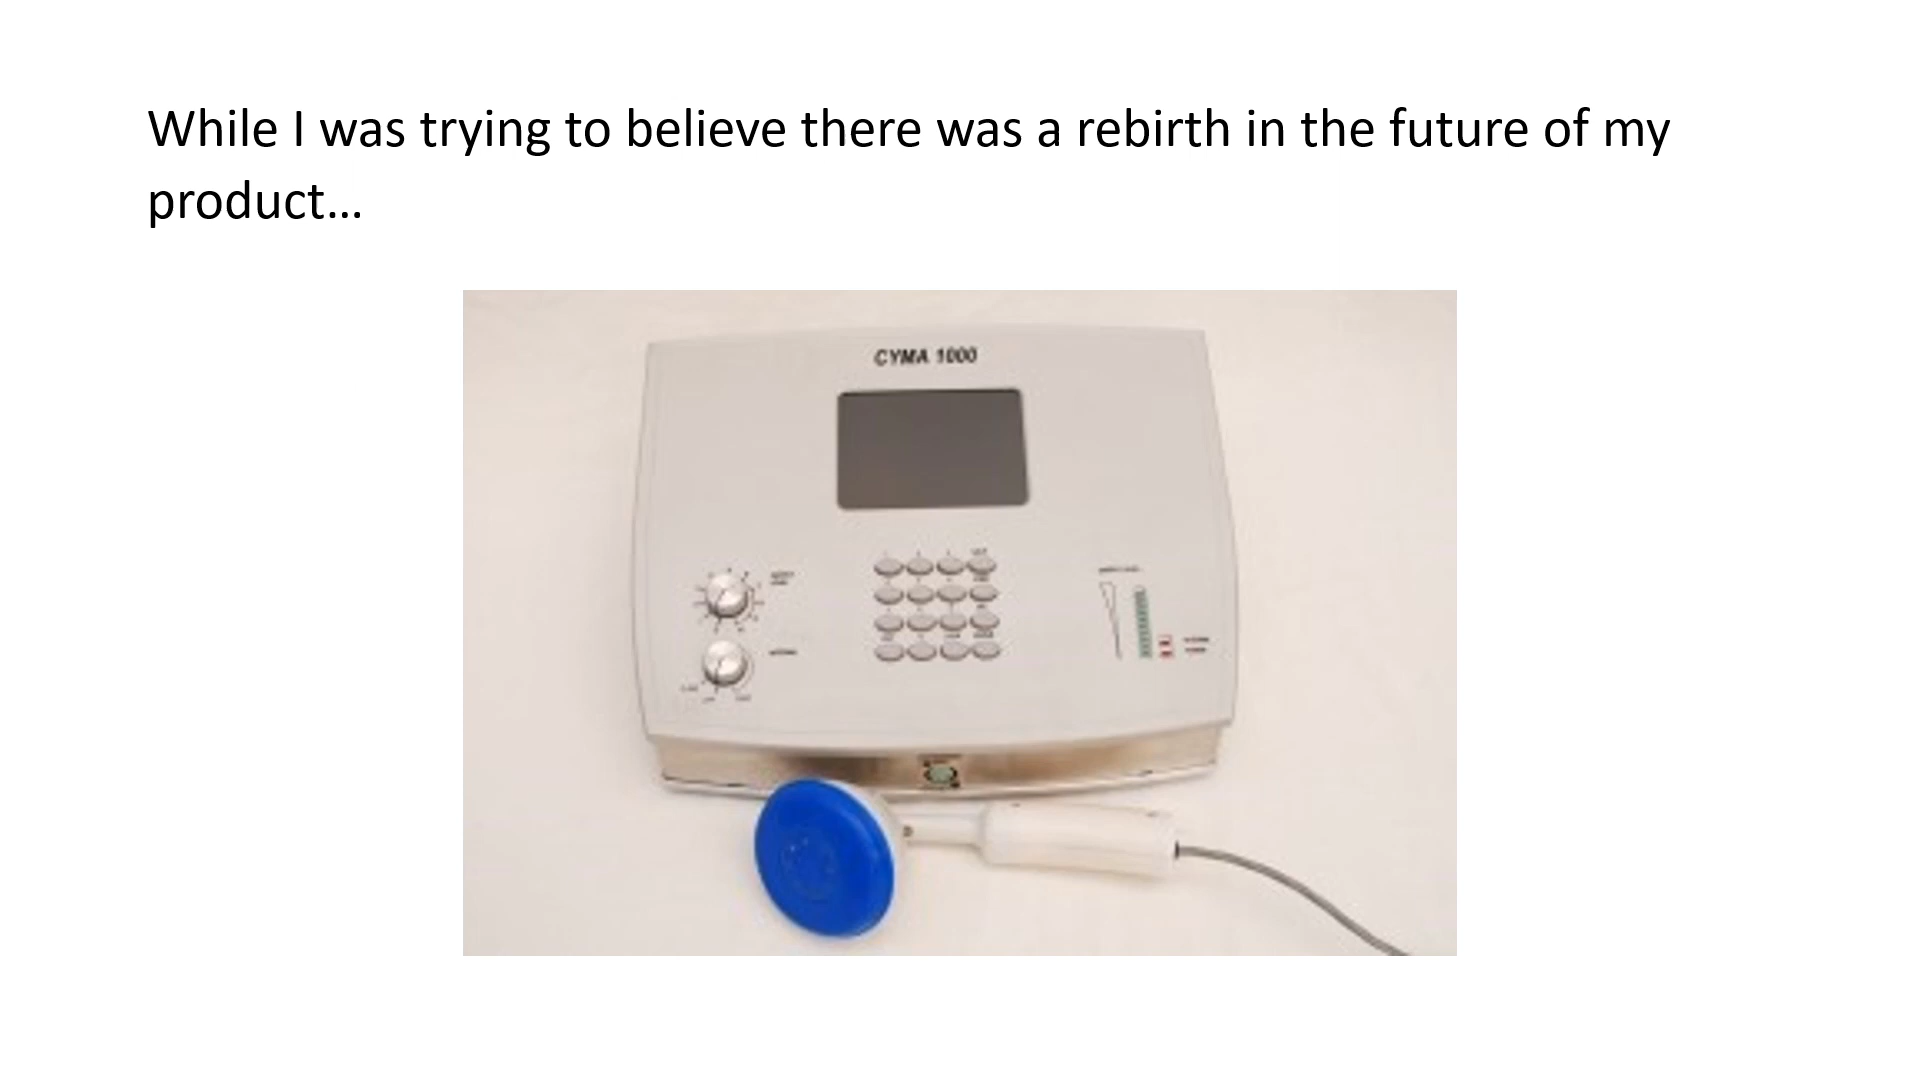 While I was trying to believe there was a rebirth in the future of my
product…
CYMA 1000